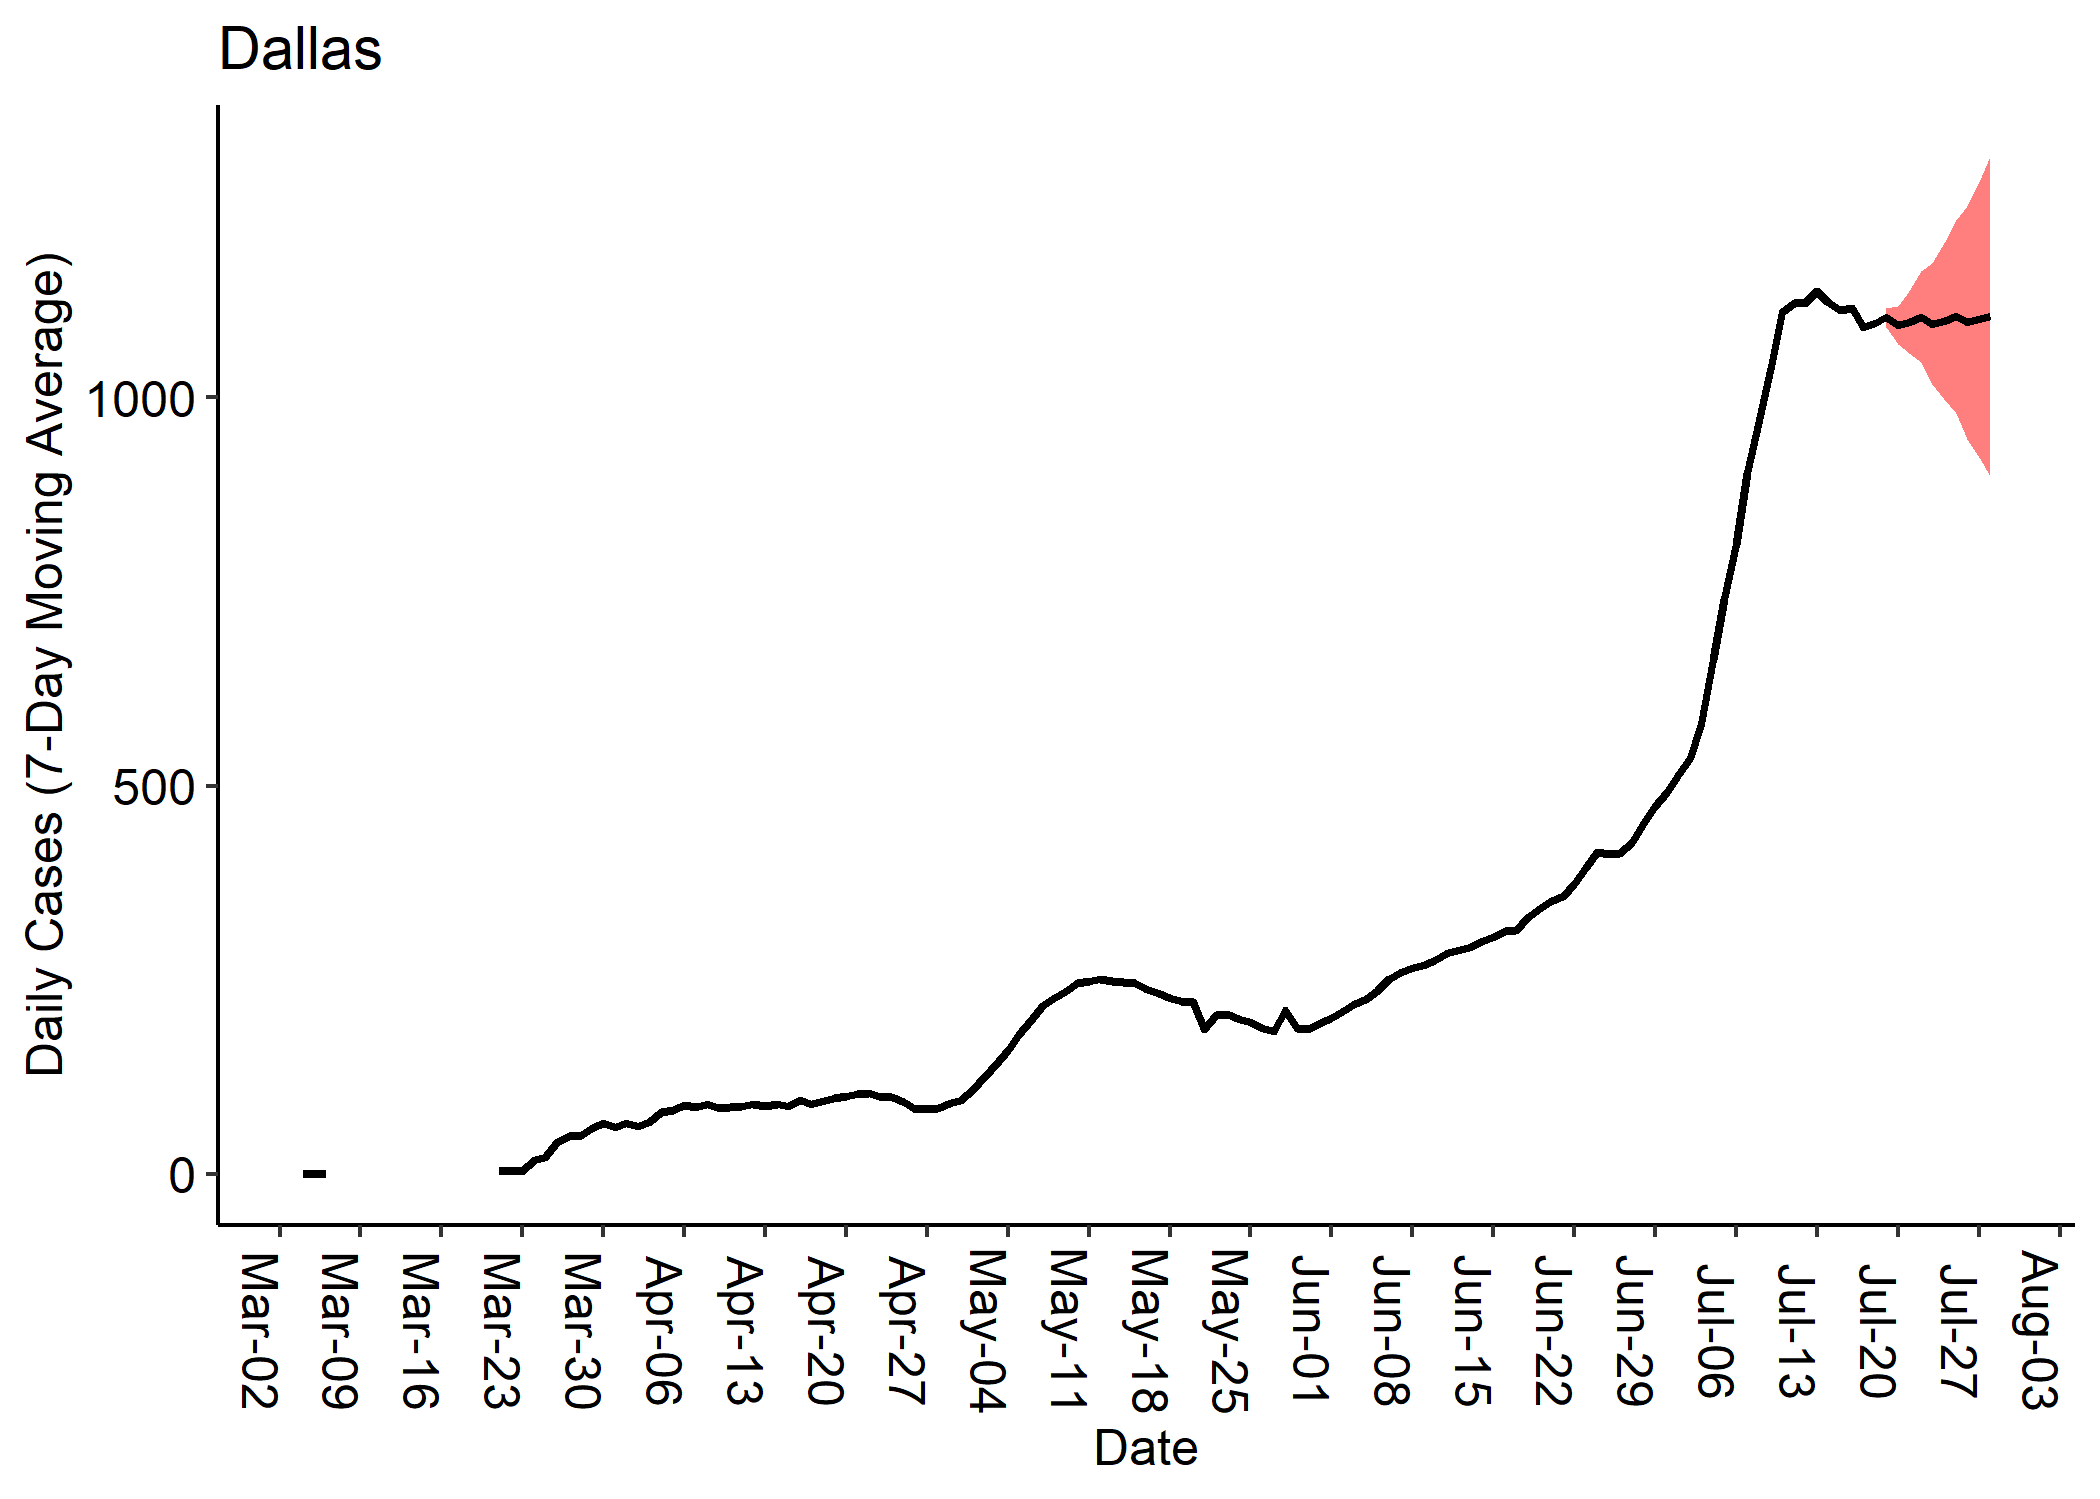 Dallas
Daily Cases (7-Day Moving Average)
1000
500
0
Mar-02
Mar-09
Mar-16
Mar-23
Mar-30
Apr-06
Apr-13
Apr-20
Apr-27
May-04
May-11
May-18
May-25
Jun-01
Jun-08
Jun-15
Jun-22
Jun-29
Jul-06
Jul-13
Jul-20
Jul-27
Aug-03
Date